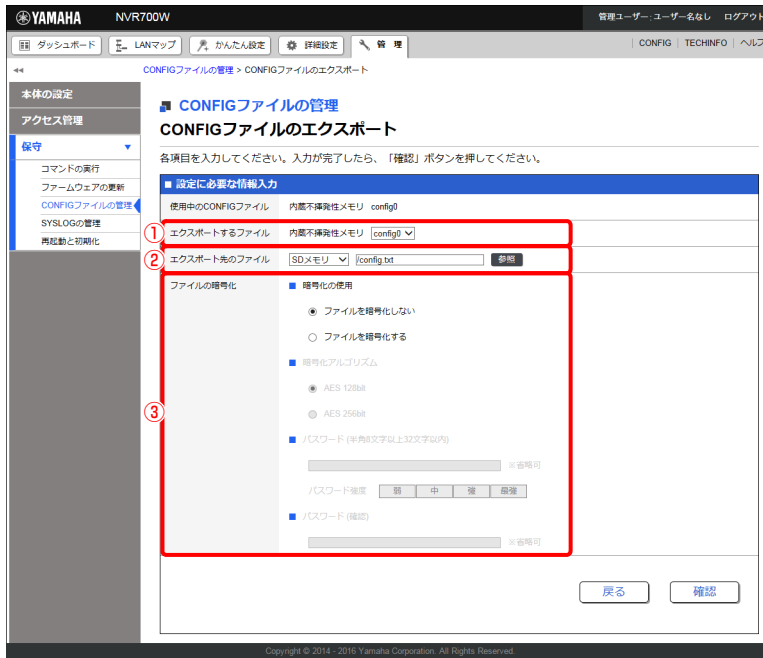 YAMAHA NVR700W 管理ユーザー: ユーザー名なし ログアウト
ダッシュボード LANマップ かんたん設定 詳細設定 管 理 CONFIG TECHINFO
◂◂ CONFIGファイルの管理 > CONFIGファイルのエクスポート
本体の設定
アクセス管理
保守 ▼
コマンドの実行
ファームウェアの更新
CONFIGファイルの管理
SYSLOGの管理
再起動と初期化
CONFIGファイルの管理
CONFIGファイルのエクスポート
各項目を入力してください。入力が完了したら、「確認」ボタンを押してください。
■ 設定に必要な情報入力
使用中のCONFIGファイル 内蔵不揮発性メモリ config0
① エクスポートするファイル 内蔵不揮発性メモリ config0
② エクスポート先のファイル SDメモリ /config.txt 参照
③ ファイルの暗号化
■ 暗号化の使用
ファイルを暗号化しない
ファイルを暗号化する
■ 暗号化アルゴリズム
AES 128bit
AES 256bit
■ パスワード (半角8文字以上32文字以内)
※省略可
パスワード強度 弱 中 強 最強
■ パスワード (確認)
※省略可
戻る 確認
Copyright © 2014 - 2016 Yamaha Corporation. All Rights Reserved.